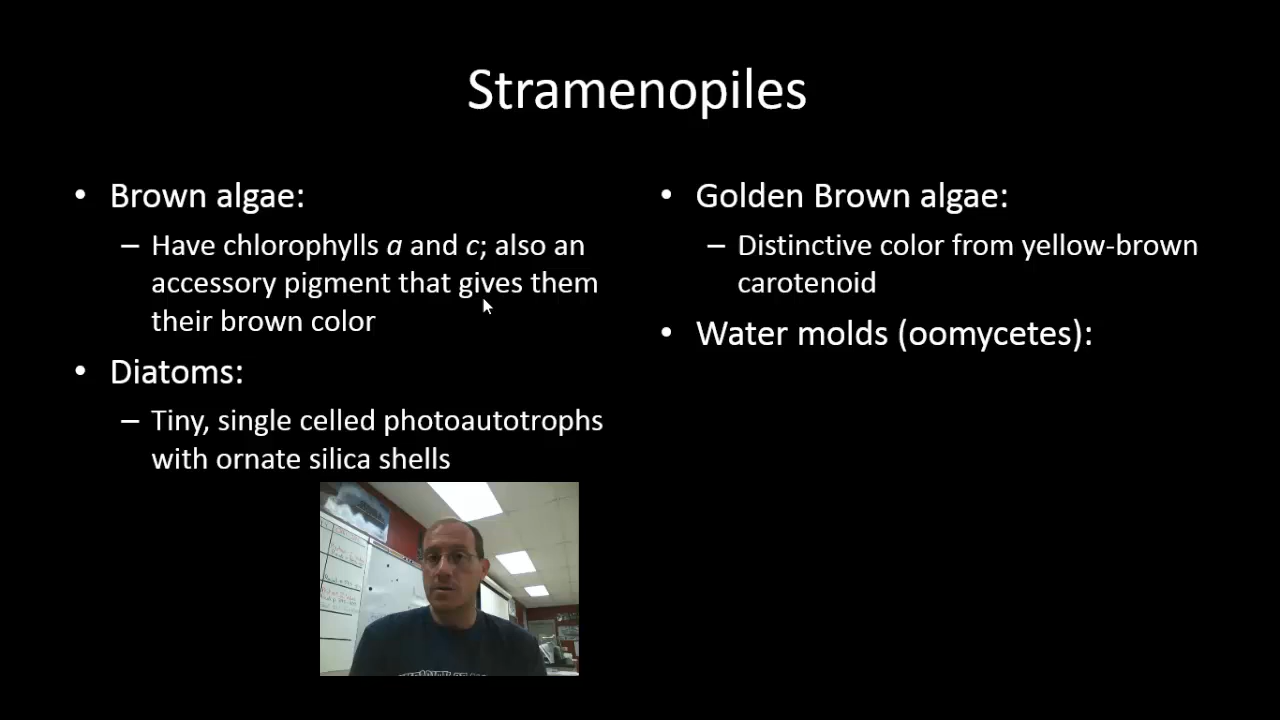 Stramenopiles
• Brown algae:
– Have chlorophylls a and c; also an
accessory pigment that gives them
their brown color
• Diatoms:
– Tiny, single celled photoautotrophs
with ornate silica shells
• Golden Brown algae:
– Distinctive color from yellow-brown
carotenoid
• Water molds (oomycetes):